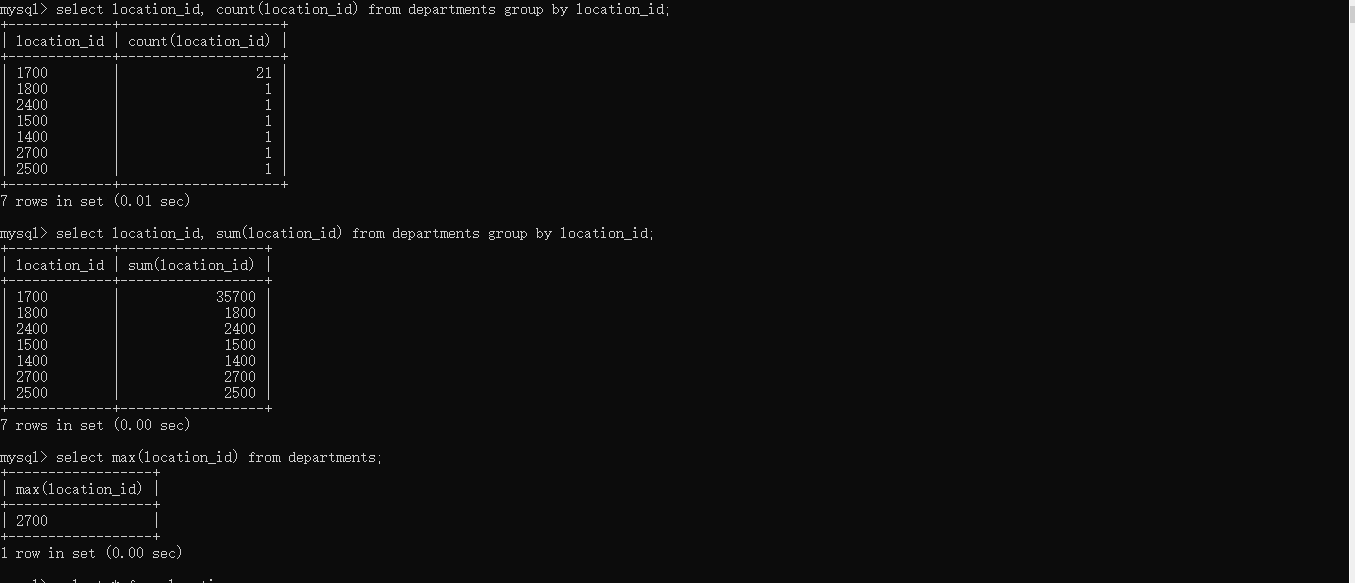 mysql> select location_id, count(location_id) from departments group by location_id;
+-------------+--------------------+
| location_id | count(location_id) |
+-------------+--------------------+
| 1700        |                 21 |
| 1800        |                  1 |
| 2400        |                  1 |
| 1500        |                  1 |
| 1400        |                  1 |
| 2700        |                  1 |
| 2500        |                  1 |
+-------------+--------------------+
7 rows in set (0.01 sec)
mysql> select location_id, sum(location_id) from departments group by location_id;
+-------------+------------------+
| location_id | sum(location_id) |
+-------------+------------------+
| 1700        |            35700 |
| 1800        |             1800 |
| 2400        |             2400 |
| 1500        |             1500 |
| 1400        |             1400 |
| 2700        |             2700 |
| 2500        |             2500 |
+-------------+------------------+
7 rows in set (0.00 sec)
mysql> select max(location_id) from departments;
+------------------+
| max(location_id) |
+------------------+
| 2700             |
+------------------+
1 row in set (0.00 sec)